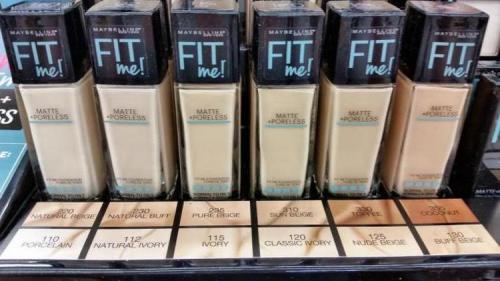 MAYBELLINE
FIT
me!
MATTE
+PORELESS
MAYBELLINE
FIT
me!
MATTE
+PORELESS
MAYBELLINE
FIT
me!
MATTE
+PORELESS
MAYBELLINE
FIT
me!
MATTE
+PORELESS
MAYBELLINE
FIT
me!
MATTE
+PORELESS
MAYBELLINE
FIT
me!
MATTE
+PORELESS
220 230 235 310 330 355
NATURAL BEIGE NATURAL BUFF PURE BEIGE SUN BEIGE TOFFEE COCONUT
110 112 115 120 125 130
PORCELAIN NATURAL IVORY IVORY CLASSIC IVORY NUDE BEIGE BUFF BEIGE